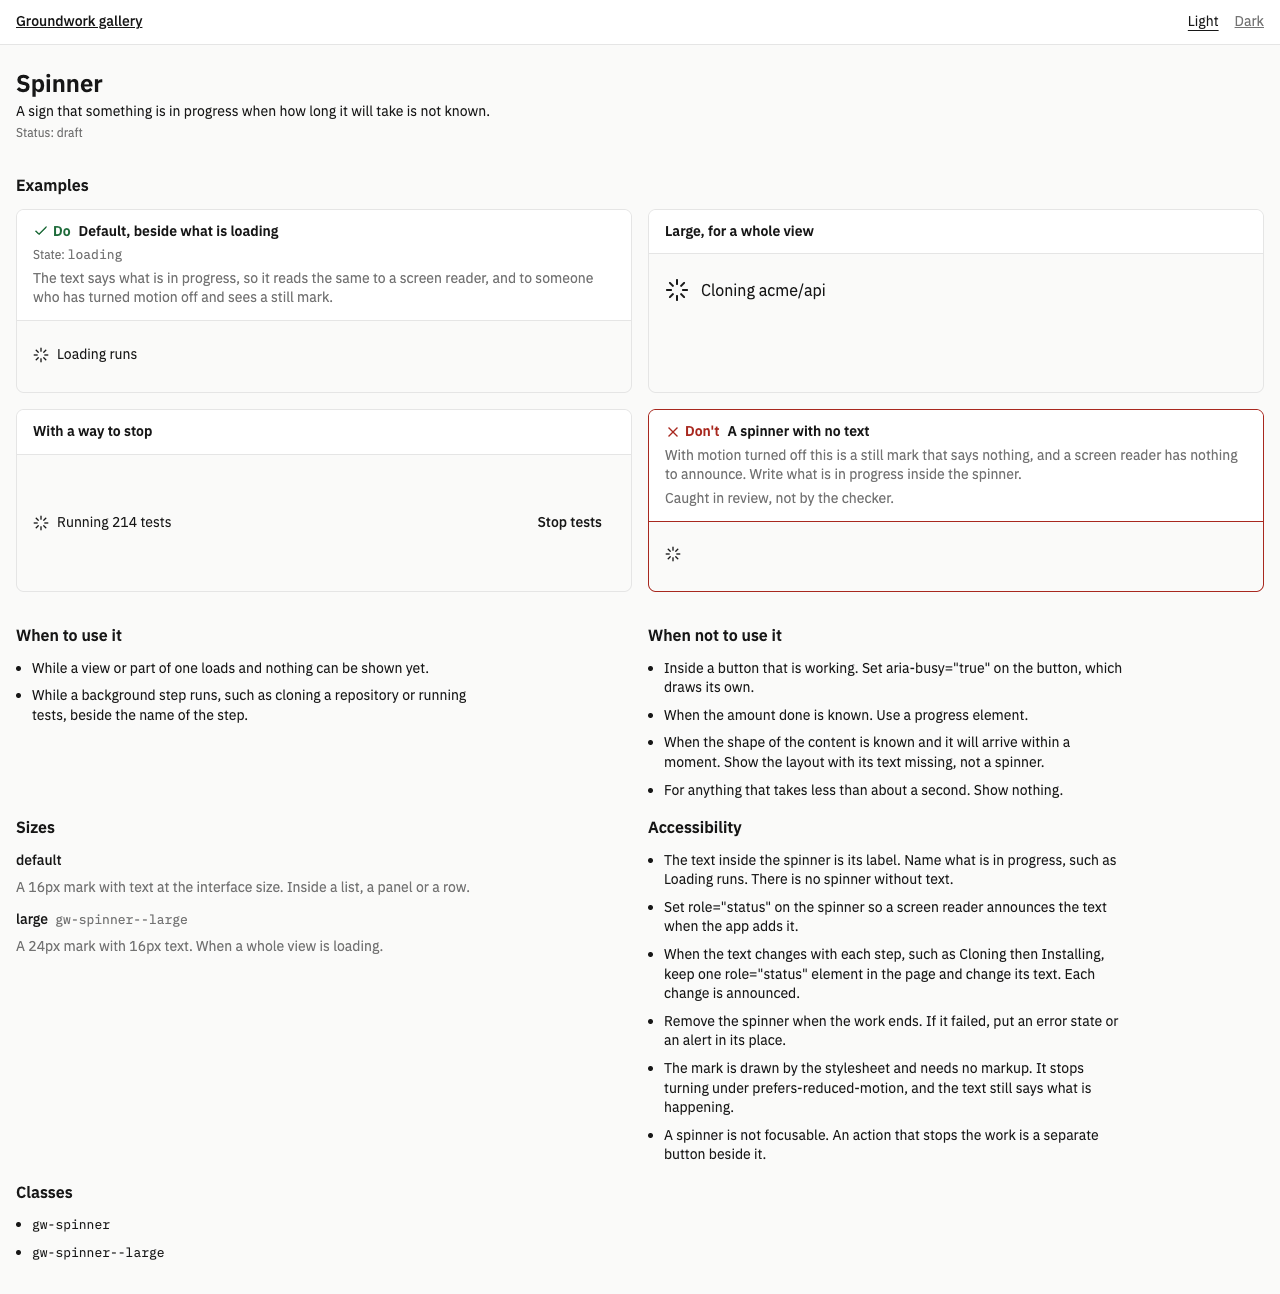 Groundwork gallery
Light Dark
Spinner
A sign that something is in progress when how long it will take is not known.
Status: draft
Examples
Do Default, beside what is loading
State: loading
The text says what is in progress, so it reads the same to a screen reader, and to someone
who has turned motion off and sees a still mark.
Loading runs
Large, for a whole view
Cloning acme/api
With a way to stop
Running 214 tests
Stop tests
Don't A spinner with no text
With motion turned off this is a still mark that says nothing, and a screen reader has nothing
to announce. Write what is in progress inside the spinner.
Caught in review, not by the checker.
When to use it
While a view or part of one loads and nothing can be shown yet.
While a background step runs, such as cloning a repository or running
tests, beside the name of the step.
When not to use it
Inside a button that is working. Set aria-busy="true" on the button, which
draws its own.
When the amount done is known. Use a progress element.
When the shape of the content is known and it will arrive within a
moment. Show the layout with its text missing, not a spinner.
For anything that takes less than about a second. Show nothing.
Sizes
default
A 16px mark with text at the interface size. Inside a list, a panel or a row.
large gw-spinner--large
A 24px mark with 16px text. When a whole view is loading.
Accessibility
The text inside the spinner is its label. Name what is in progress, such as
Loading runs. There is no spinner without text.
Set role="status" on the spinner so a screen reader announces the text
when the app adds it.
When the text changes with each step, such as Cloning then Installing,
keep one role="status" element in the page and change its text. Each
change is announced.
Remove the spinner when the work ends. If it failed, put an error state or
an alert in its place.
The mark is drawn by the stylesheet and needs no markup. It stops
turning under prefers-reduced-motion, and the text still says what is
happening.
A spinner is not focusable. An action that stops the work is a separate
button beside it.
Classes
gw-spinner
gw-spinner--large